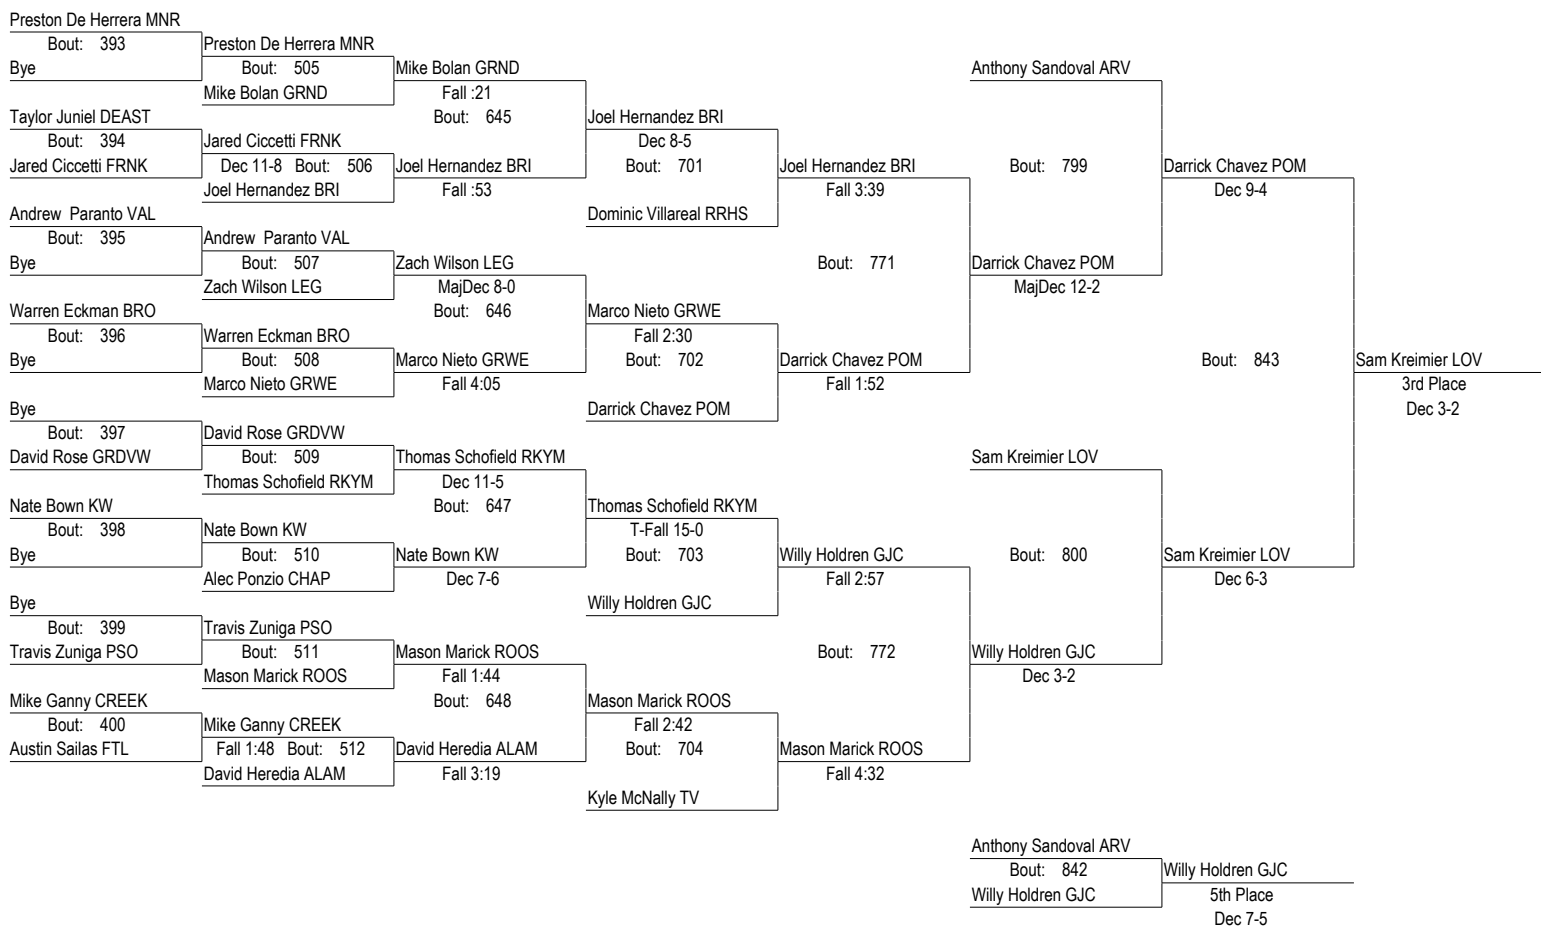 Preston De Herrera MNR
Bout: 393
Bye
Taylor Juniel DEAST
Bout: 394
Jared Ciccetti FRNK
Andrew  Paranto VAL
Bout: 395
Bye
Warren Eckman BRO
Bout: 396
Bye
Bye
Bout: 397
David Rose GRDVW
Nate Bown KW
Bout: 398
Bye
Bye
Bout: 399
Travis Zuniga PSO
Mike Ganny CREEK
Bout: 400
Austin Sailas FTL
Preston De Herrera MNR
Bout: 505
Mike Bolan GRND
Jared Ciccetti FRNK
Dec 11-8 Bout: 506
Joel Hernandez BRI
Andrew  Paranto VAL
Bout: 507
Zach Wilson LEG
Warren Eckman BRO
Bout: 508
Marco Nieto GRWE
David Rose GRDVW
Bout: 509
Thomas Schofield RKYM
Nate Bown KW
Bout: 510
Alec Ponzio CHAP
Travis Zuniga PSO
Bout: 511
Mason Marick ROOS
Mike Ganny CREEK
Fall 1:48 Bout: 512
David Heredia ALAM
Mike Bolan GRND
Fall :21
Bout: 645
Joel Hernandez BRI
Fall :53
Zach Wilson LEG
MajDec 8-0
Bout: 646
Marco Nieto GRWE
Fall 4:05
Thomas Schofield RKYM
Dec 11-5
Bout: 647
Nate Bown KW
Dec 7-6
Mason Marick ROOS
Fall 1:44
Bout: 648
David Heredia ALAM
Fall 3:19
Joel Hernandez BRI
Dec 8-5
Bout: 701
Dominic Villareal RRHS
Marco Nieto GRWE
Fall 2:30
Bout: 702
Darrick Chavez POM
Thomas Schofield RKYM
T-Fall 15-0
Bout: 703
Willy Holdren GJC
Mason Marick ROOS
Fall 2:42
Bout: 704
Kyle McNally TV
Joel Hernandez BRI
Fall 3:39
Bout: 771
Darrick Chavez POM
Fall 1:52
Willy Holdren GJC
Fall 2:57
Bout: 772
Mason Marick ROOS
Fall 4:32
Anthony Sandoval ARV
Bout: 799
Darrick Chavez POM
MajDec 12-2
Sam Kreimier LOV
Bout: 800
Willy Holdren GJC
Dec 3-2
Darrick Chavez POM
Dec 9-4
Bout: 843
Sam Kreimier LOV
Dec 6-3
Sam Kreimier LOV
3rd Place
Dec 3-2
Anthony Sandoval ARV
Bout: 842
Willy Holdren GJC
Willy Holdren GJC
5th Place
Dec 7-5